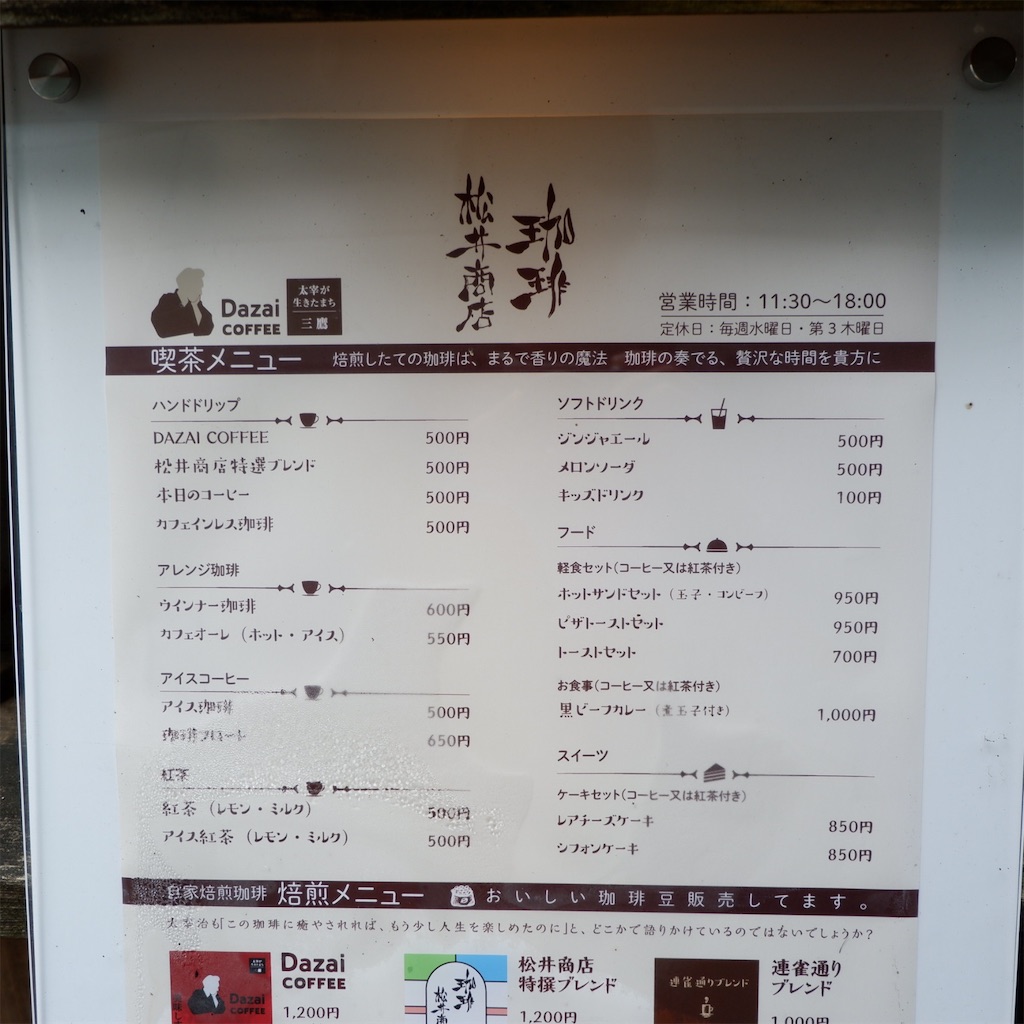 珈琲
松井商店
Dazai
COFFEE
太宰が
生きたまち
三鷹
営業時間：11:30〜18:00
定休日：毎週水曜日・第3木曜日
喫茶メニュー 焙煎したての珈琲は、まるで香りの魔法 珈琲の奏でる、贅沢な時間を貴方に
ハンドドリップ
DAZAI COFFEE 500円
松井商店特選ブレンド 500円
本日のコーヒー 500円
カフェインレス珈琲 500円
アレンジ珈琲
ウインナー珈琲 600円
カフェオーレ（ホット・アイス） 550円
アイスコーヒー
アイス珈琲 500円
珈琲 650円
紅茶
紅茶（レモン・ミルク） 500円
アイス紅茶（レモン・ミルク） 500円
ソフトドリンク
ジンジャエール 500円
メロンソーダ 500円
キッズドリンク 100円
フード
軽食セット（コーヒー又は紅茶付き）
ホットサンドセット（玉子・コンビーフ） 950円
ピザトーストセット 950円
トーストセット 700円
お食事（コーヒー又は紅茶付き）
黒ビーフカレー（煮玉子付き） 1,000円
スイーツ
ケーキセット（コーヒー又は紅茶付き）
レアチーズケーキ 850円
シフォンケーキ 850円
自家焙煎珈琲 焙煎メニュー おいしい珈琲豆販売してます。
太宰治も「この珈琲に癒やされれば、もう少し人生を楽しめたのに」と、どこかで語りかけているのではないでしょうか？
Dazai
COFFEE
Dazai
COFFEE
1,200円
珈琲
松井商
松井商店
特撰ブレンド
1,200円
連雀通りブレンド
連雀通り
ブレンド
1,000円